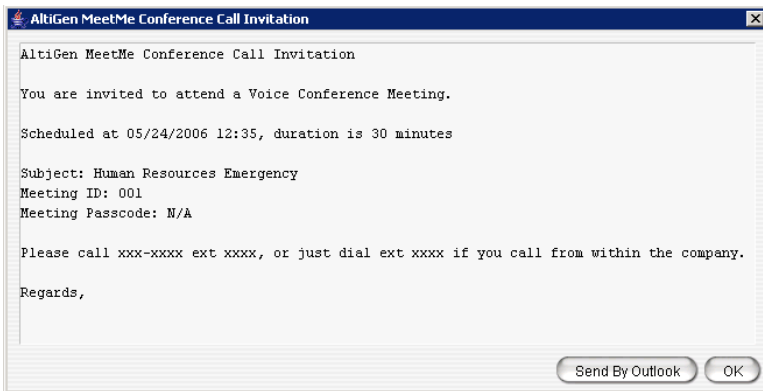 AltiGen MeetMe Conference Call Invitation
AltiGen MeetMe Conference Call Invitation
You are invited to attend a Voice Conference Meeting.
Scheduled at 05/24/2006 12:35, duration is 30 minutes
Subject: Human Resources Emergency
Meeting ID: 001
Meeting Passcode: N/A
Please call xxx-xxxx ext xxxx, or just dial ext xxxx if you call from within the company.
Regards,
Send By Outlook
OK